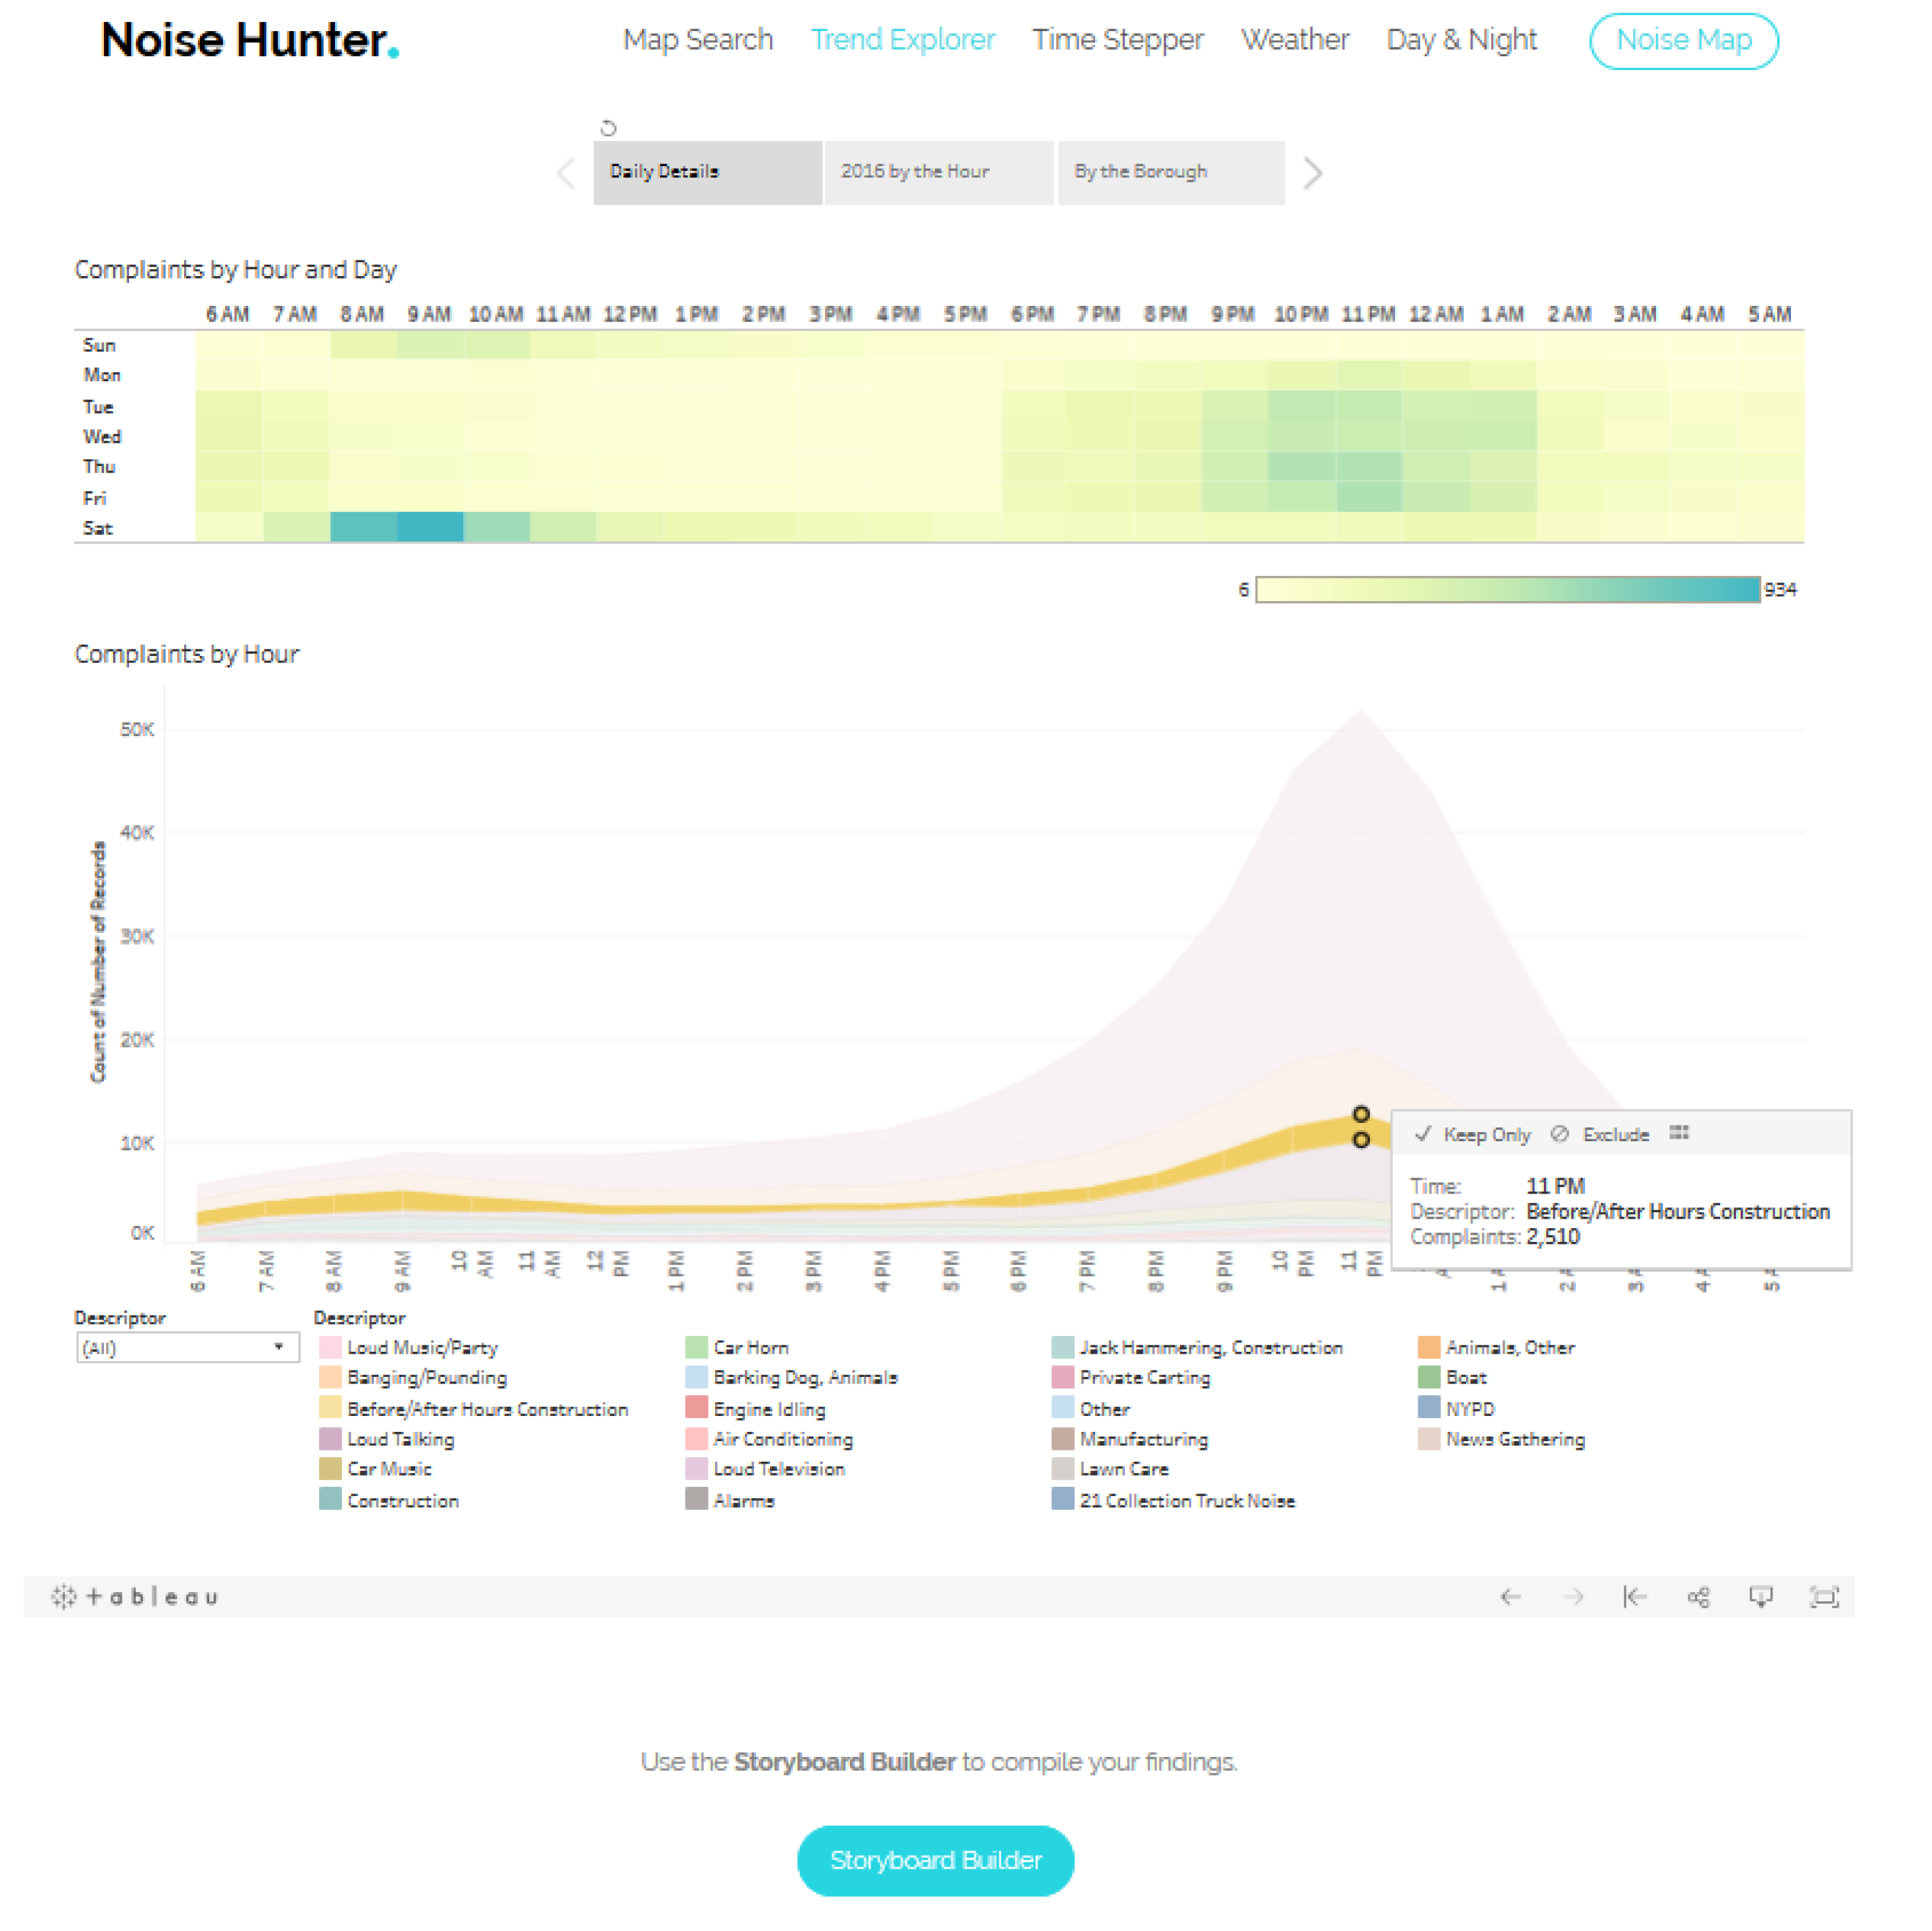 Noise Hunter.
Map Search Trend Explorer Time Stepper Weather Day & Night Noise Map
Daily Details 2016 by the Hour By the Borough
Complaints by Hour and Day
6 AM 7 AM 8 AM 9 AM 10 AM 11 AM 12 PM 1 PM 2 PM 3 PM 4 PM 5 PM 6 PM 7 PM 8 PM 9 PM 10 PM 11 PM 12 AM 1 AM 2 AM 3 AM 4 AM 5 AM
Sun
Mon
Tue
Wed
Thu
Fri
Sat
6 934
Complaints by Hour
Count of Number of Records
50K
40K
30K
20K
10K
0K
Keep Only Exclude
Time: 11 PM
Descriptor: Before/After Hours Construction
Complaints: 2,510
6 AM 7 AM 8 AM 9 AM 10 AM 11 AM 12 PM 1 PM 2 PM 3 PM 4 PM 5 PM 6 PM 7 PM 8 PM 9 PM 10 PM 11 PM A 1 A 2 A 3 A 4 A 5 A
Descriptor Descriptor
(All)
Loud Music/Party Car Horn Jack Hammering, Construction Animals, Other
Banging/Pounding Barking Dog, Animals Private Carting Boat
Before/After Hours Construction Engine Idling Other NYPD
Loud Talking Air Conditioning Manufacturing News Gathering
Car Music Loud Television Lawn Care
Construction Alarms 21 Collection Truck Noise
+ableau
Use the Storyboard Builder to compile your findings.
Storyboard Builder